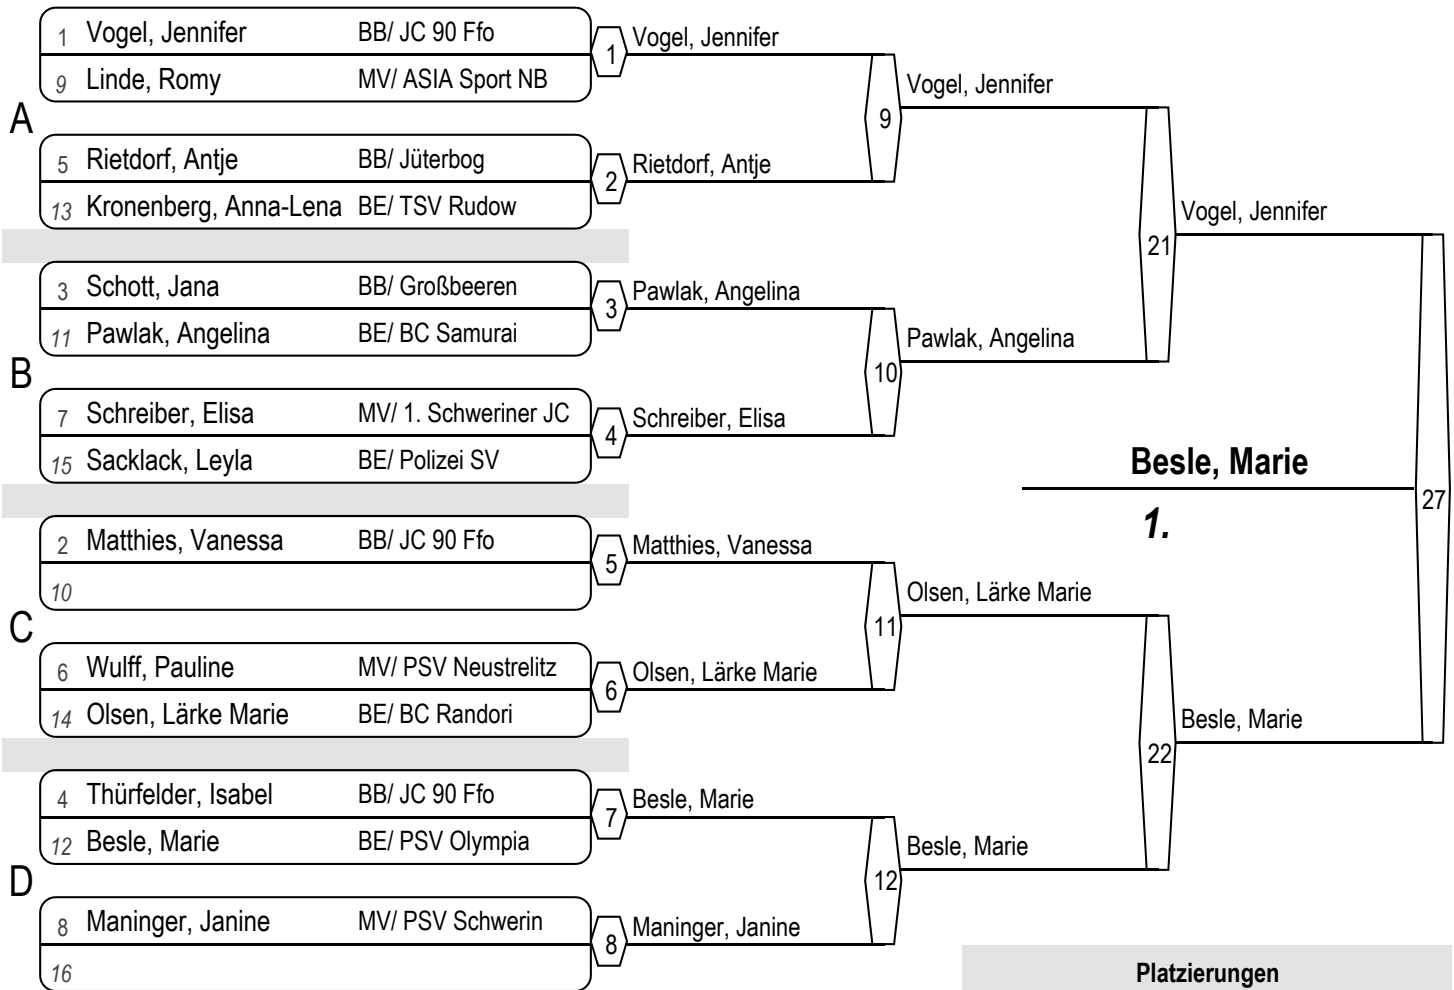 1 Vogel, Jennifer BB/ JC 90 Ffo
9 Linde, Romy MV/ ASIA Sport NB
1 Vogel, Jennifer
A
5 Rietdorf, Antje BB/ Jüterbog
13 Kronenberg, Anna-Lena BE/ TSV Rudow
2 Rietdorf, Antje
9 Vogel, Jennifer
3 Schott, Jana BB/ Großbeeren
11 Pawlak, Angelina BE/ BC Samurai
3 Pawlak, Angelina
B
7 Schreiber, Elisa MV/ 1. Schweriner JC
15 Sacklack, Leyla BE/ Polizei SV
4 Schreiber, Elisa
10 Pawlak, Angelina
21 Vogel, Jennifer
2 Matthies, Vanessa BB/ JC 90 Ffo
10
5 Matthies, Vanessa
C
6 Wulff, Pauline MV/ PSV Neustrelitz
14 Olsen, Lärke Marie BE/ BC Randori
6 Olsen, Lärke Marie
11 Olsen, Lärke Marie
4 Thürfelder, Isabel BB/ JC 90 Ffo
12 Besle, Marie BE/ PSV Olympia
7 Besle, Marie
D
8 Maninger, Janine MV/ PSV Schwerin
16
8 Maninger, Janine
12 Besle, Marie
22 Besle, Marie
27
Besle, Marie
1.
Platzierungen